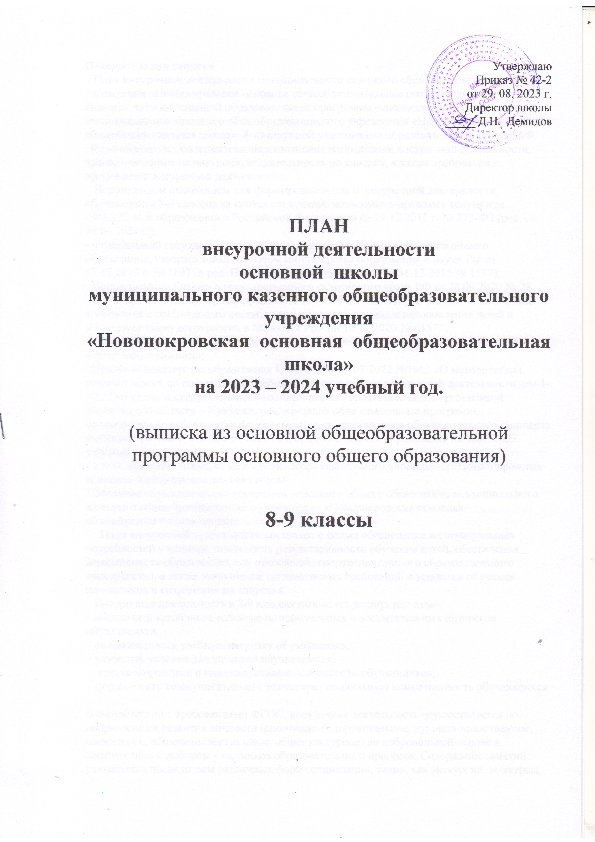 Утверждаю
Приказ № 42-2
от 29. 08. 2023 г.
Директор школы
Д.Н. Демидов
ПЛАН
внеурочной деятельности
основной школы
муниципального казенного общеобразовательного
учреждения
«Новопокровская основная общеобразовательная
школа»
на 2023 – 2024 учебный год.
(выписка из основной общеобразовательной
программы основного общего образования)
8-9 классы